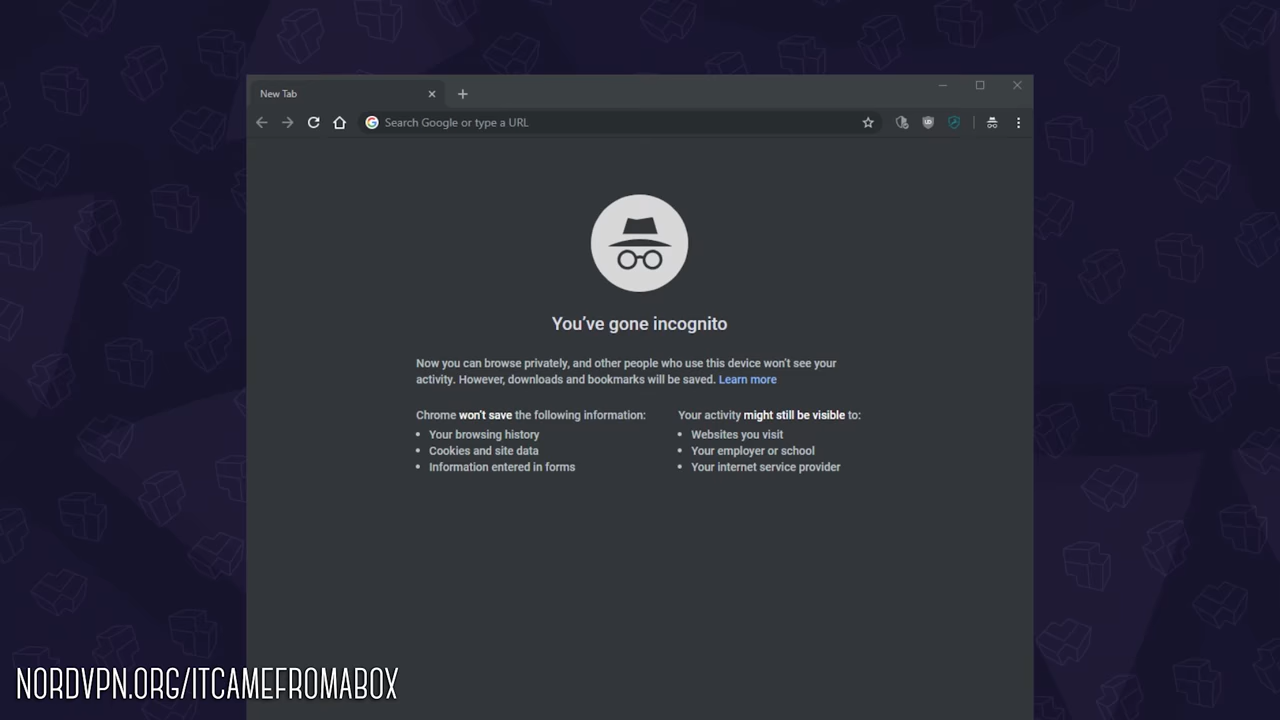 New Tab
Search Google or type a URL
You've gone incognito
Now you can browse privately, and other people who use this device won't see your
activity. However, downloads and bookmarks will be saved. Learn more
Chrome won't save the following information:
Your browsing history
Cookies and site data
Information entered in forms
Your activity might still be visible to:
Websites you visit
Your employer or school
Your internet service provider
NORDVPN.ORG/ITCAMEFROMABOX